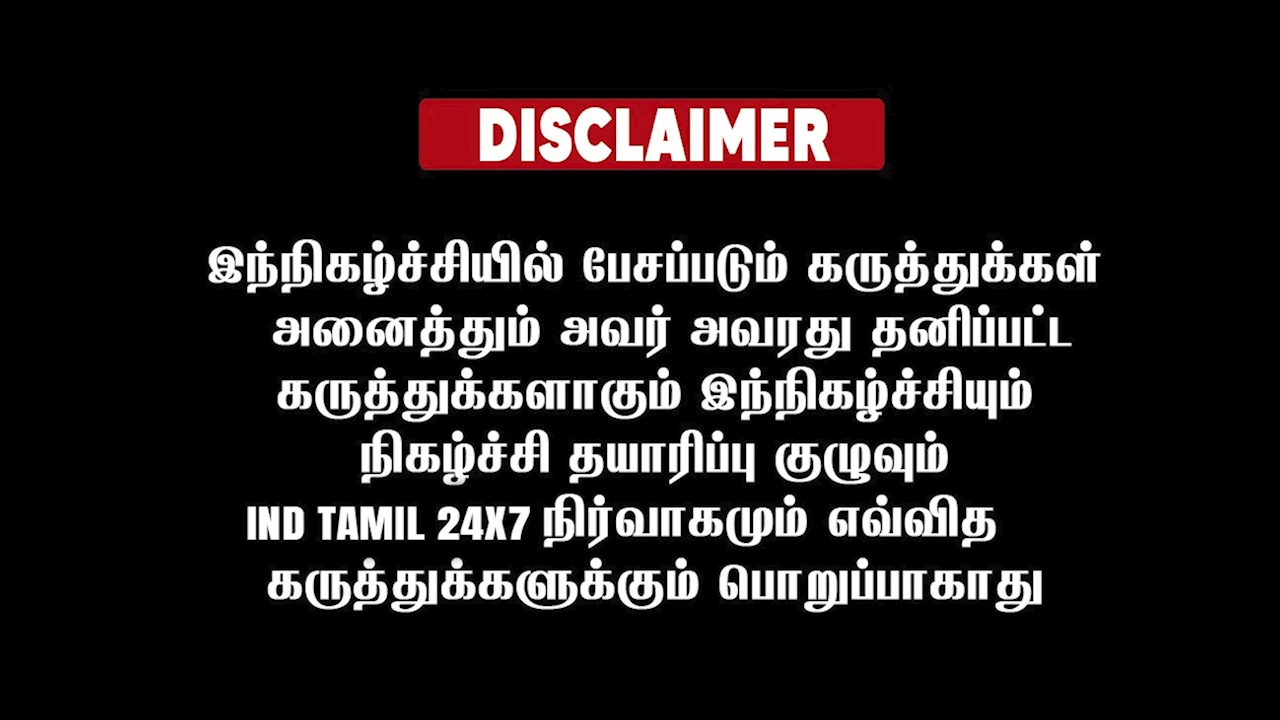 DISCLAIMER
இந்நிகழ்ச்சியில் பேசப்படும் கருத்துக்கள்
அனைத்தும் அவர் அவரது தனிப்பட்ட
கருத்துக்களாகும் இந்நிகழ்ச்சியும்
நிகழ்ச்சி தயாரிப்பு குழுவும்
IND TAMIL 24X7 நிர்வாகமும் எவ்வித
கருத்துக்களுக்கும் பொறுப்பாகாது